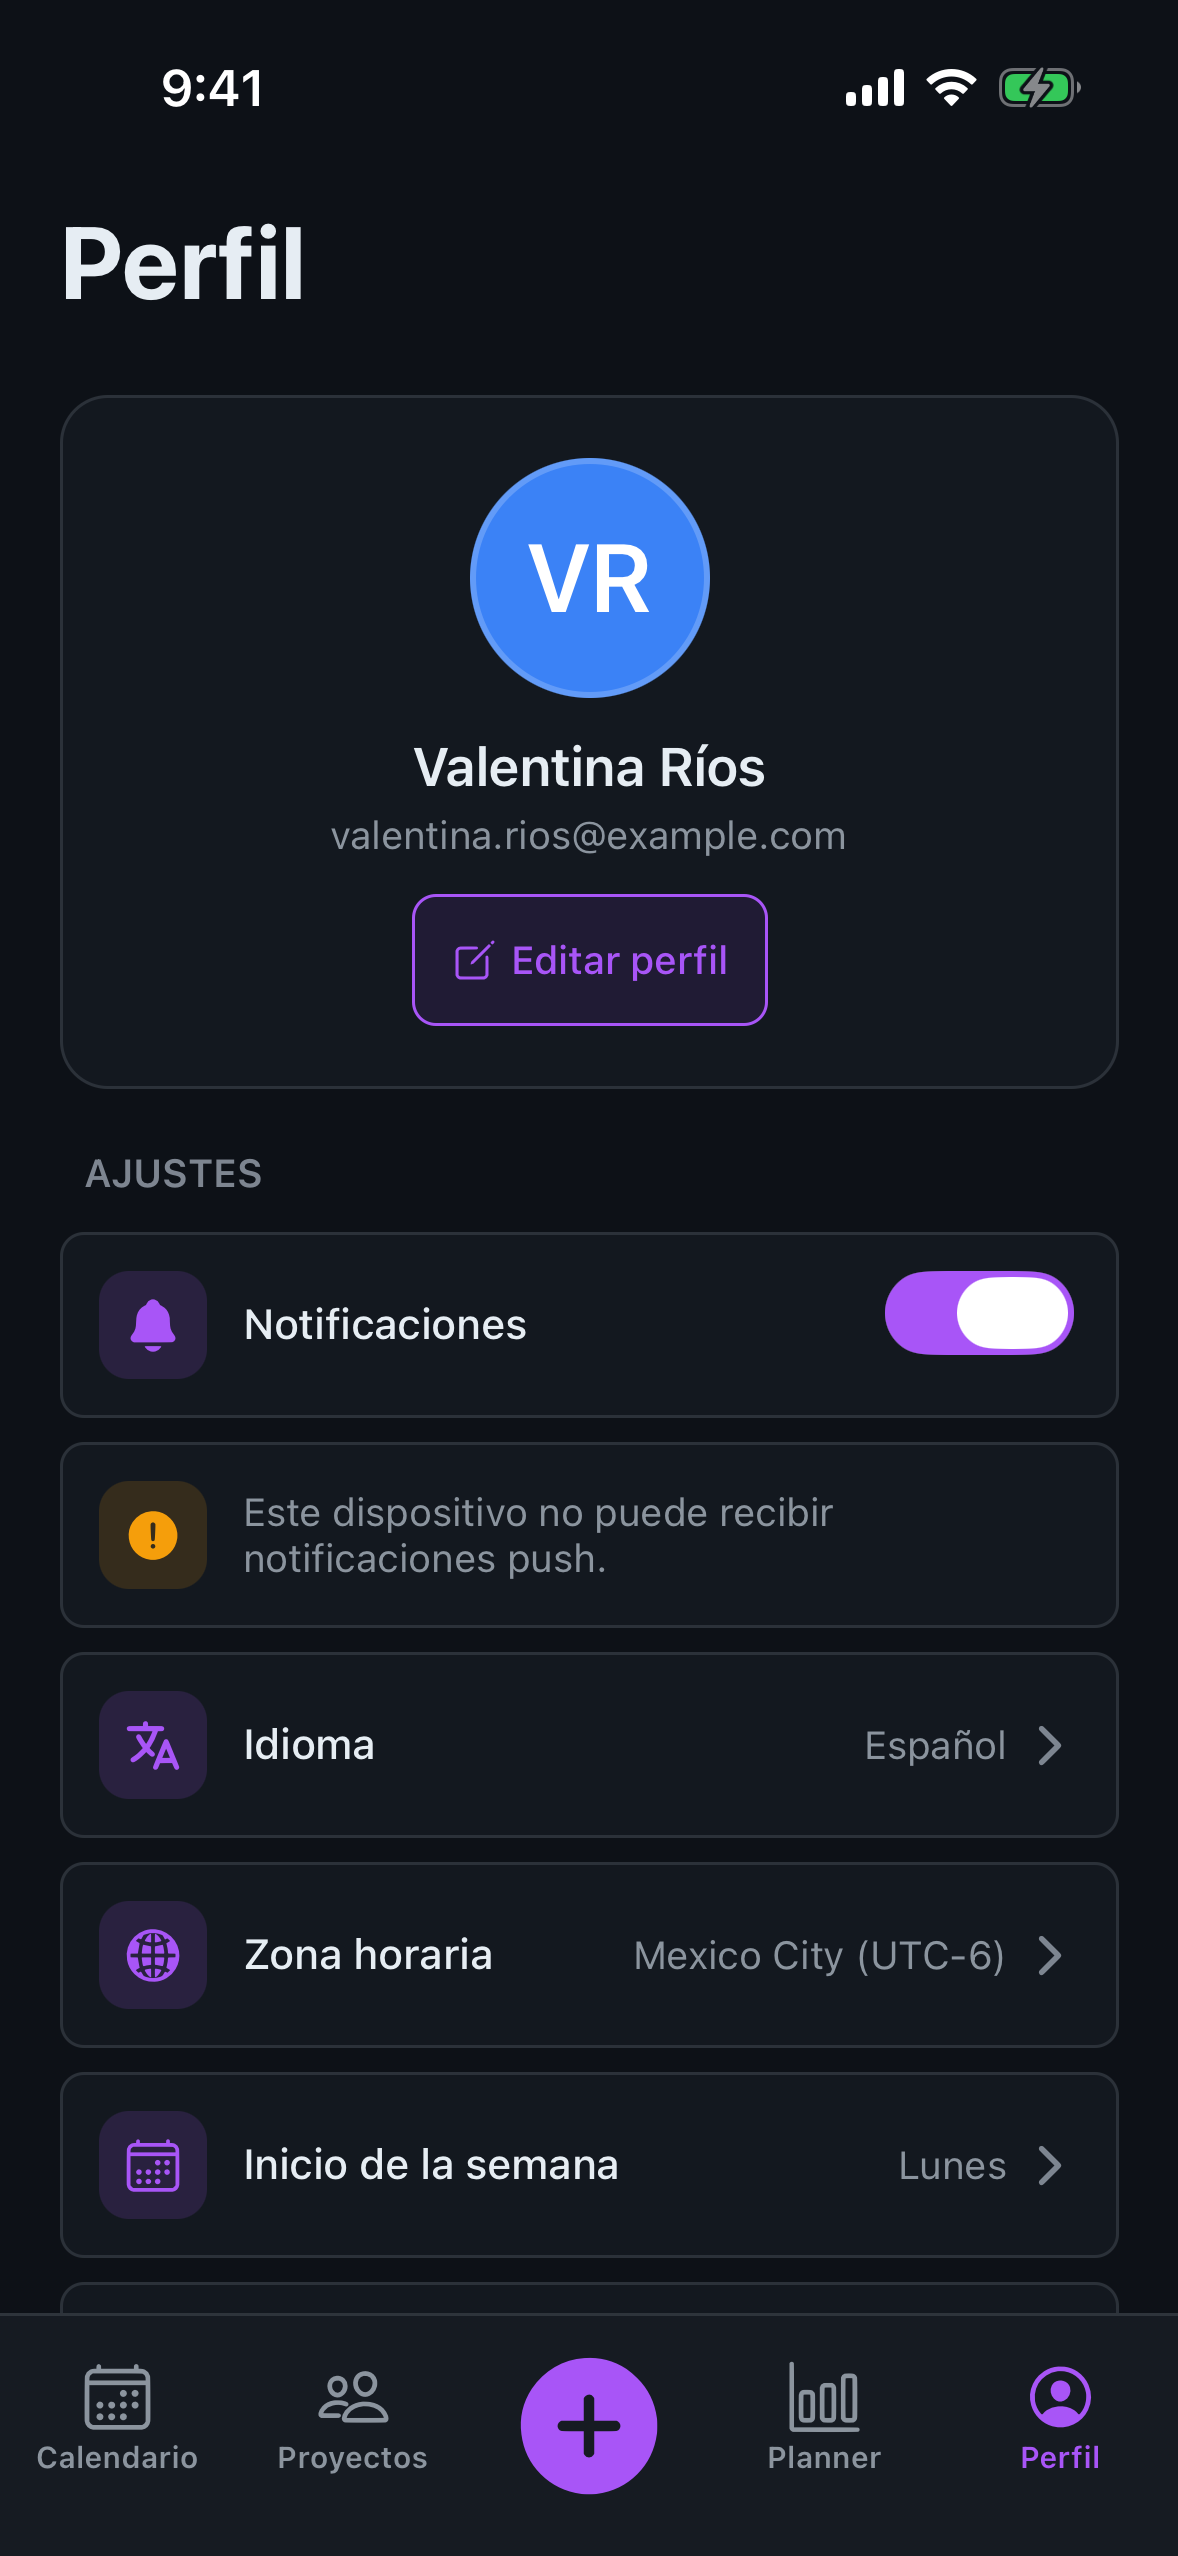 9:41
Perfil
VR
Valentina Ríos
valentina.rios@example.com
Editar perfil
AJUSTES
Notificaciones
Este dispositivo no puede recibir
notificaciones push.
Idioma
Español
Zona horaria
Mexico City (UTC-6)
Inicio de la semana
Lunes
Calendario
Proyectos
Planner
Perfil